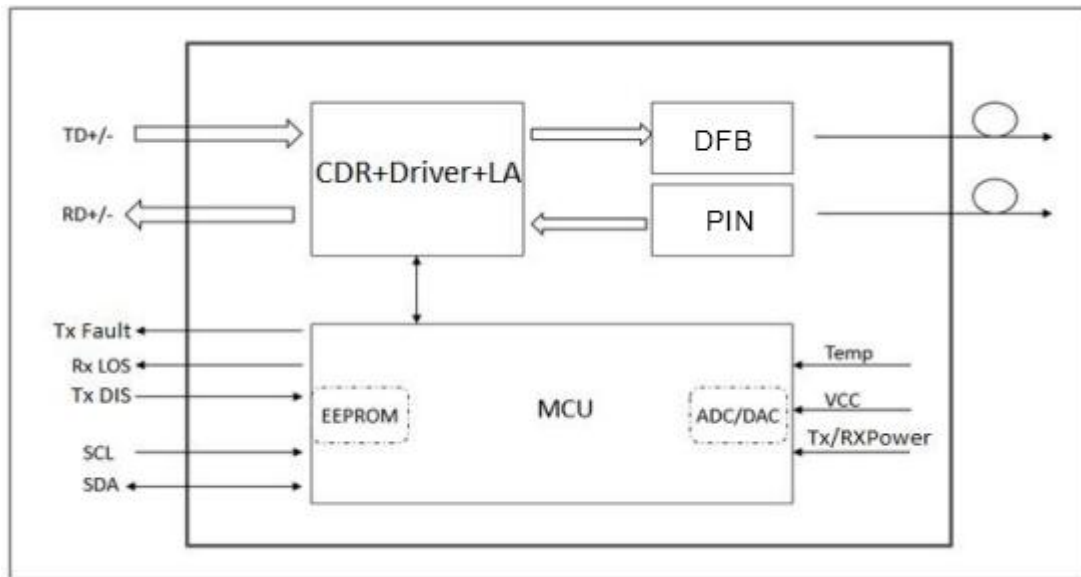 TD+/-
RD+/-
CDR+Driver+LA
DFB
PIN
Tx Fault
Rx LOS
Tx DIS
SCL
SDA
EEPROM
MCU
ADC/DAC
Temp
VCC
Tx/RXPower